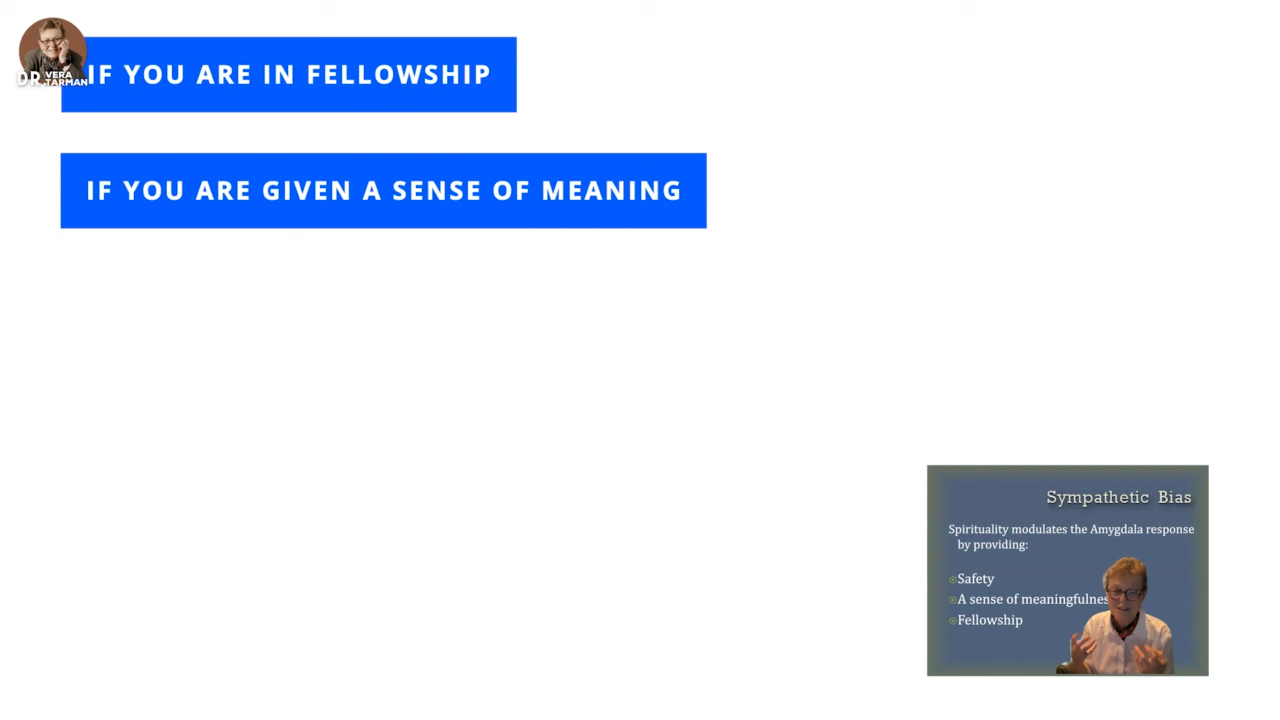 DR. VERA TARMAN
IF YOU ARE IN FELLOWSHIP
IF YOU ARE GIVEN A SENSE OF MEANING
Sympathetic Bias
Spirituality modulates the Amygdala response
by providing:
Safety
A sense of meaningfulnes
Fellowship